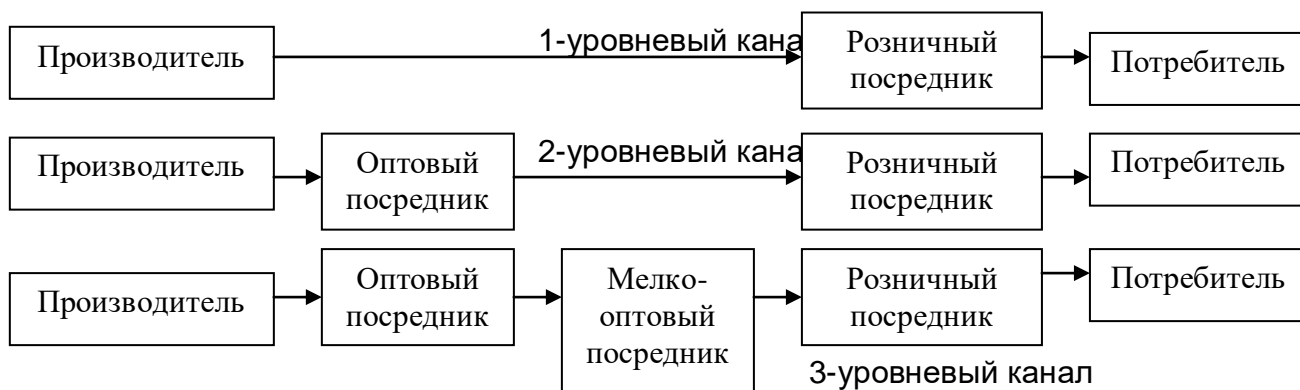 1-уровневый кана
Производитель
Розничный
посредник
Потребитель
2-уровневый кана
Производитель
Оптовый
посредник
Розничный
посредник
Потребитель
Производитель
Оптовый
посредник
Мелко-
оптовый
посредник
Розничный
посредник
Потребитель
3-уровневый канал